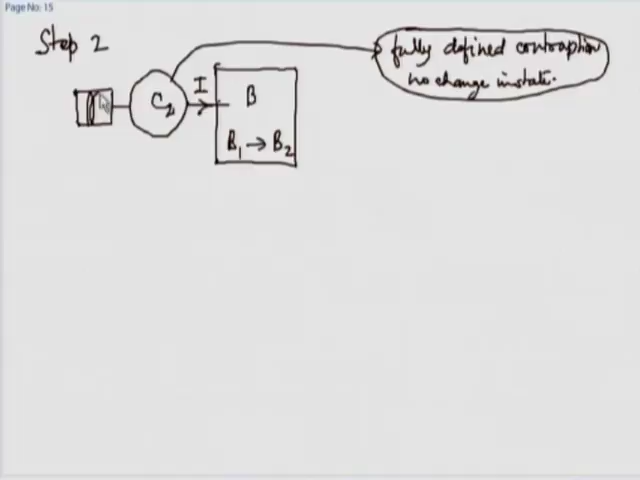 Page No: 15
Step 2
fully defined contraption
no change in state.
I
C2
B
B1 → B2